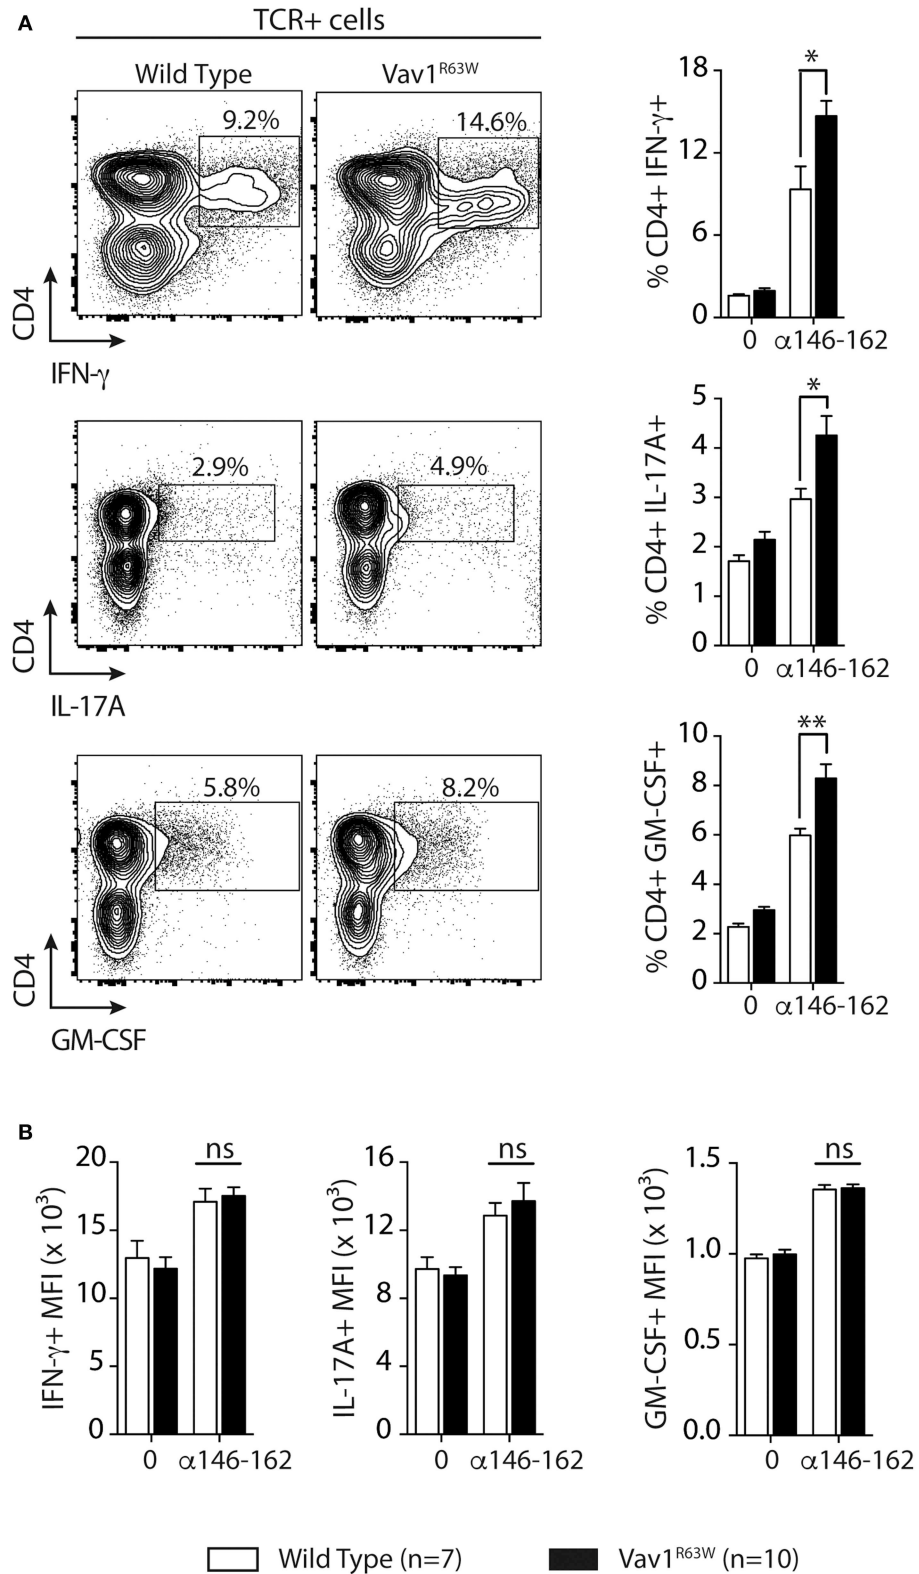 A
TCR+ cells
Wild Type
Vav1R63W
9.2%
14.6%
CD4
IFN-γ
% CD4+ IFN-γ+
18
12
6
0
*
0 α146-162
2.9%
4.9%
CD4
IL-17A
% CD4+ IL-17A+
5
4
3
2
1
0
*
0 α146-162
5.8%
8.2%
CD4
GM-CSF
% CD4+ GM-CSF+
10
8
6
4
2
0
**
0 α146-162
B
IFN-γ+ MFI (x 10³)
20
15
10
5
0
ns
0 α146-162
IL-17A+ MFI (x 10³)
16
12
8
4
0
ns
0 α146-162
GM-CSF+ MFI (x 10³)
1.5
1.0
0.5
0.0
ns
0 α146-162
Wild Type (n=7)
Vav1R63W (n=10)